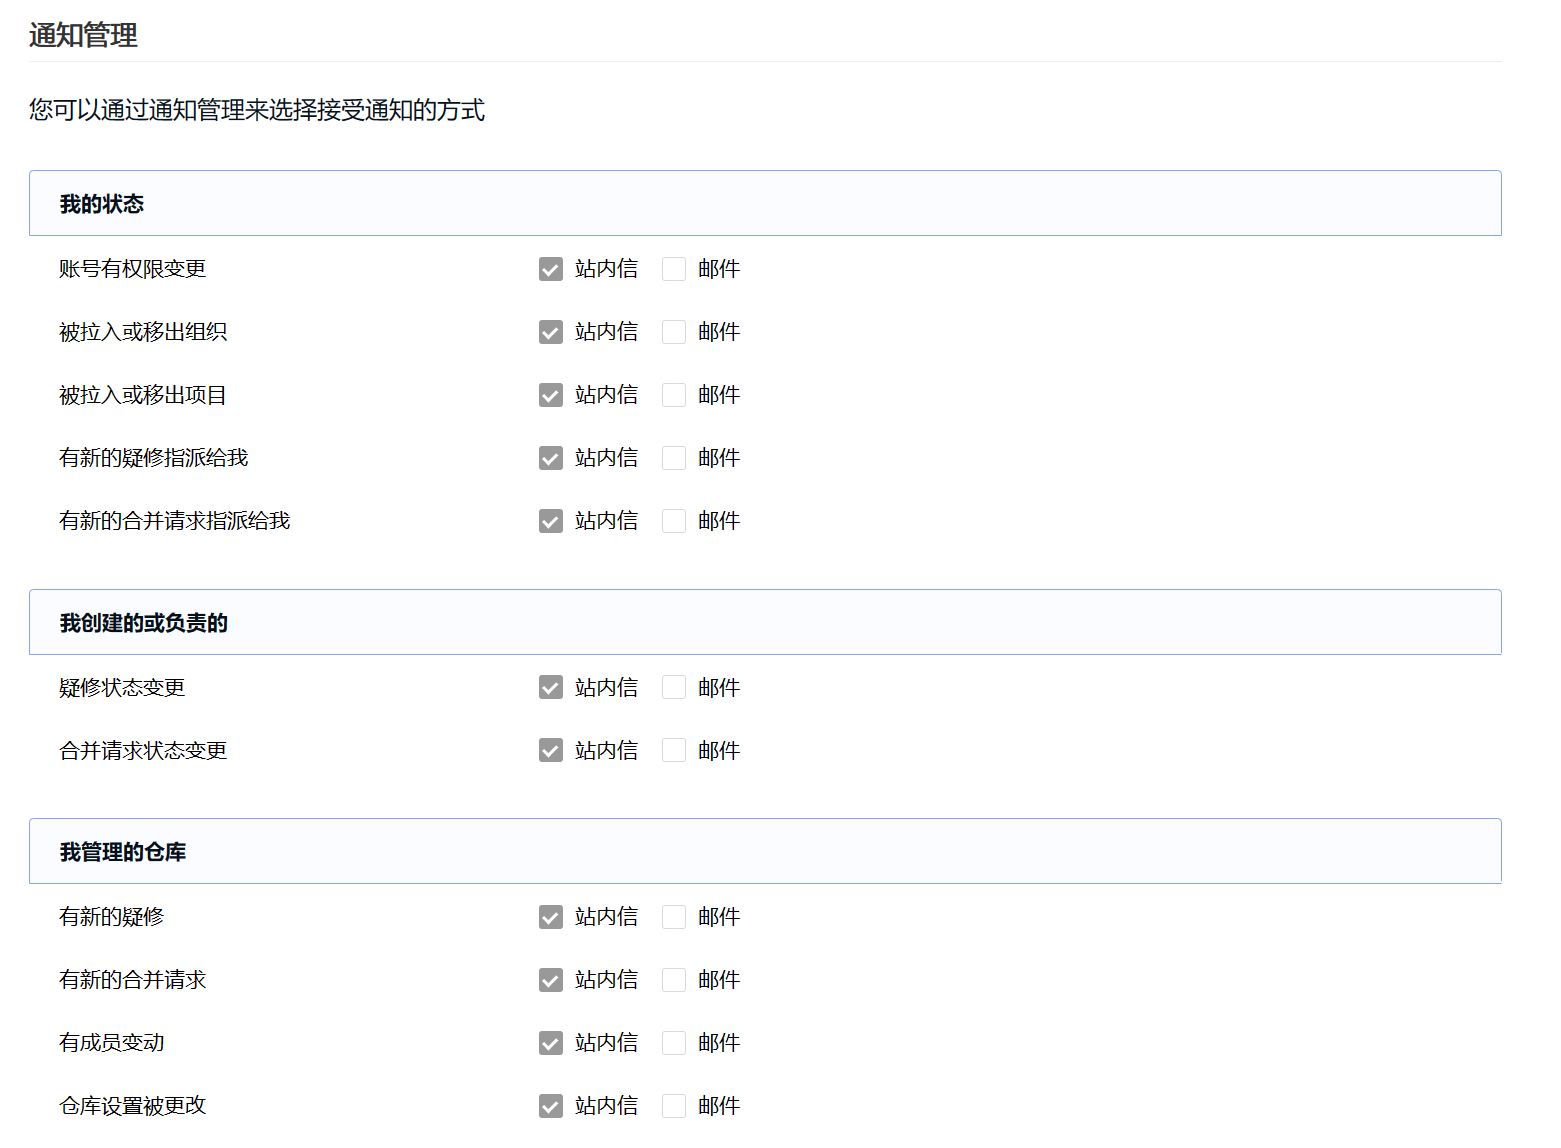 通知管理
您可以通过通知管理来选择接受通知的方式
我的状态
账号有权限变更 站内信 邮件
被拉入或移出组织 站内信 邮件
被拉入或移出项目 站内信 邮件
有新的疑修指派给我 站内信 邮件
有新的合并请求指派给我 站内信 邮件
我创建的或负责的
疑修状态变更 站内信 邮件
合并请求状态变更 站内信 邮件
我管理的仓库
有新的疑修 站内信 邮件
有新的合并请求 站内信 邮件
有成员变动 站内信 邮件
仓库设置被更改 站内信 邮件